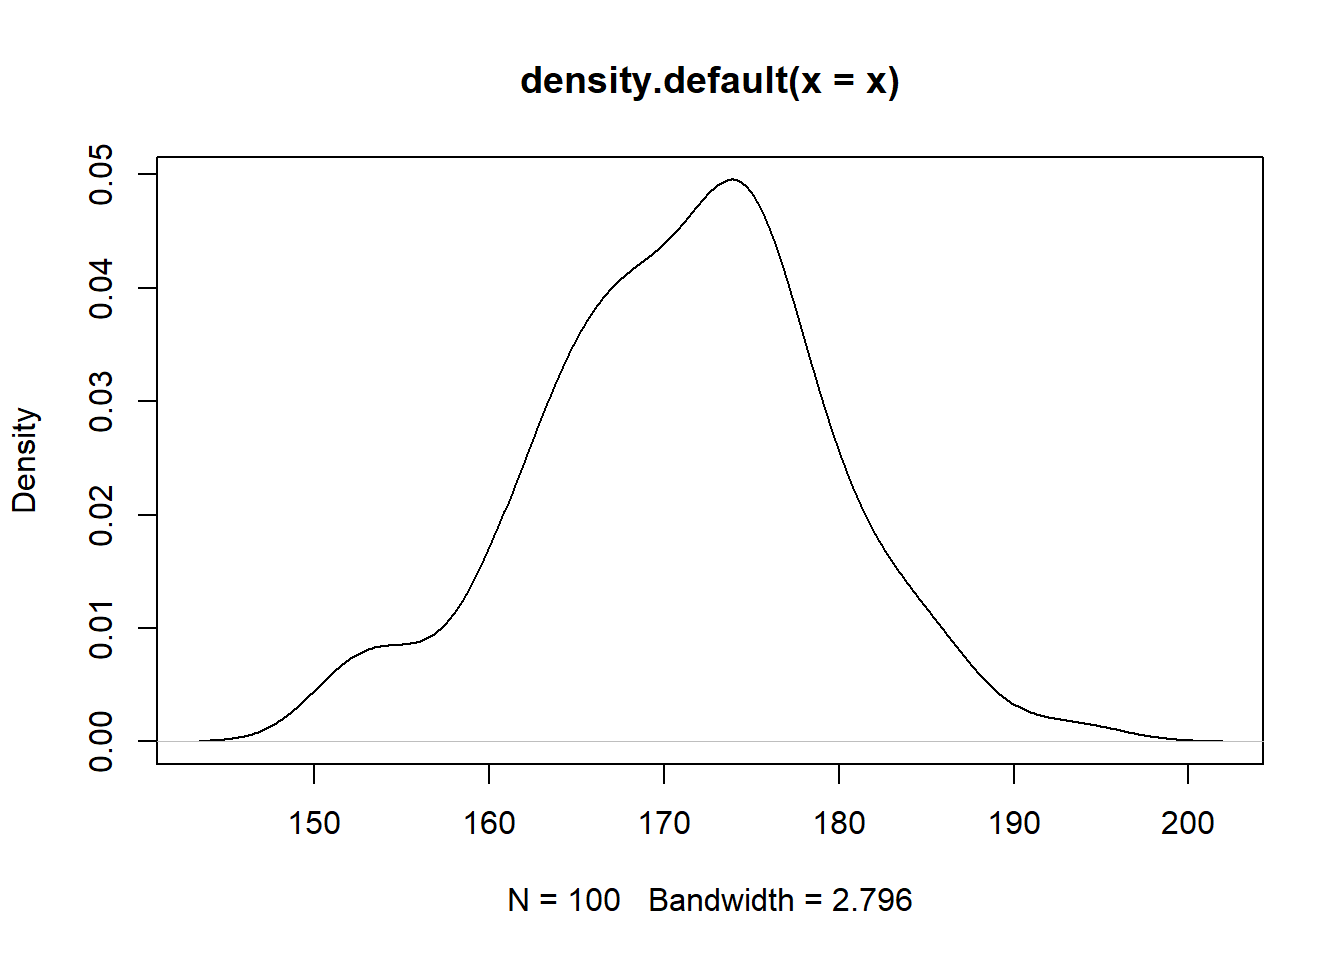 density.default(x = x)
Density
0.00 0.01 0.02 0.03 0.04 0.05
150 160 170 180 190 200
N = 100   Bandwidth = 2.796